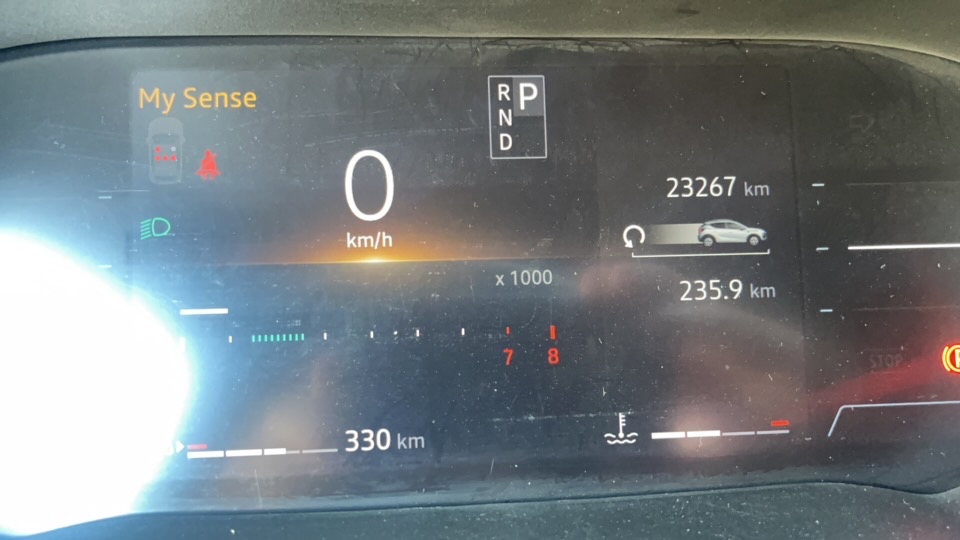 My Sense
R P
N
D
0
km/h
23267 km
x 1000
235.9 km
7 8
STOP
330 km